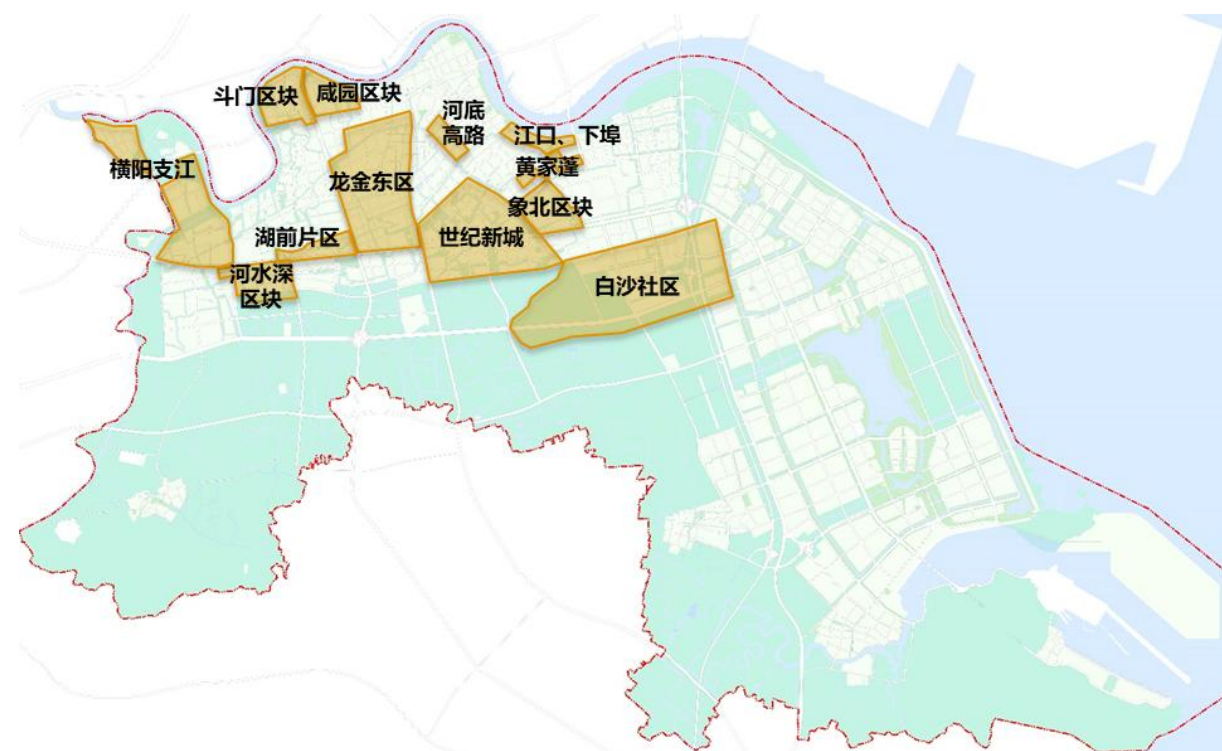 斗门区块
咸园区块
河底
高路
江口、下埠
横阳支江
龙金东区
黄家蓬
象北区块
湖前片区
世纪新城
河水深
区块
白沙社区